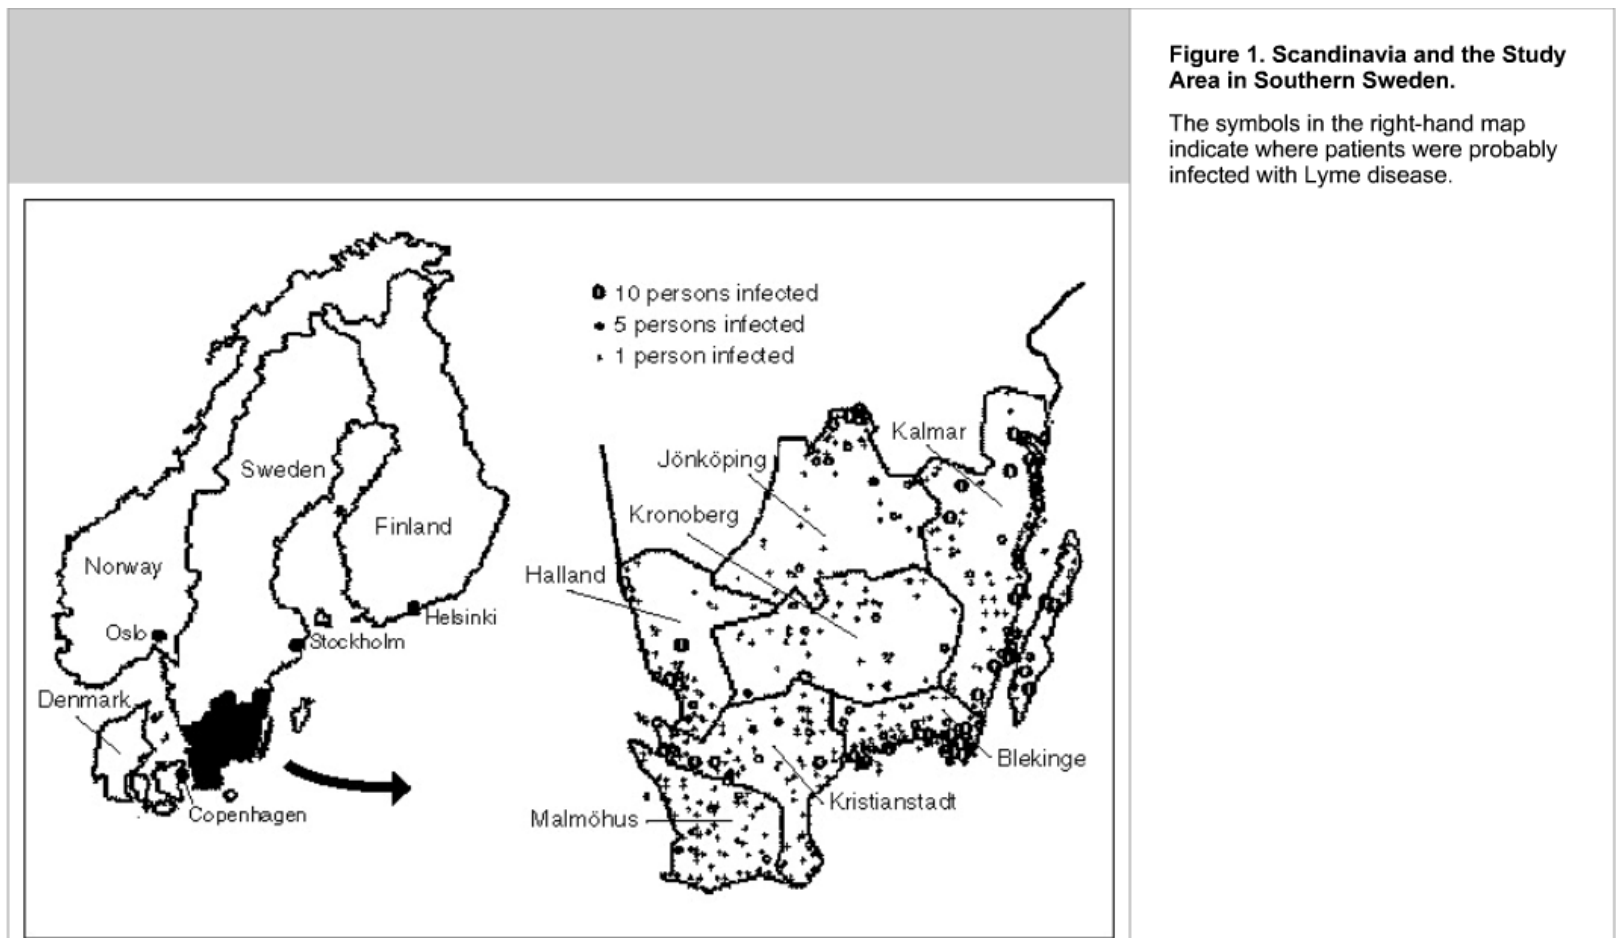 Figure 1. Scandinavia and the Study
Area in Southern Sweden.
The symbols in the right-hand map
indicate where patients were probably
infected with Lyme disease.
10 persons infected
5 persons infected
1 person infected
Kalmar
Jönköping
Kronoberg
Halland
Sweden
Finland
Norway
Helsinki
Oslo
Stockholm
Denmark
Copenhagen
Blekinge
Kristianstadt
Malmöhus